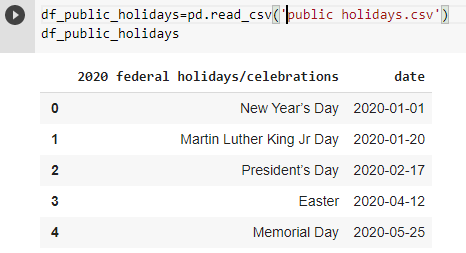 df_public_holidays=pd.read_csv('public holidays.csv')
df_public_holidays
2020 federal holidays/celebrations date
0 New Year’s Day 2020-01-01
1 Martin Luther King Jr Day 2020-01-20
2 President’s Day 2020-02-17
3 Easter 2020-04-12
4 Memorial Day 2020-05-25